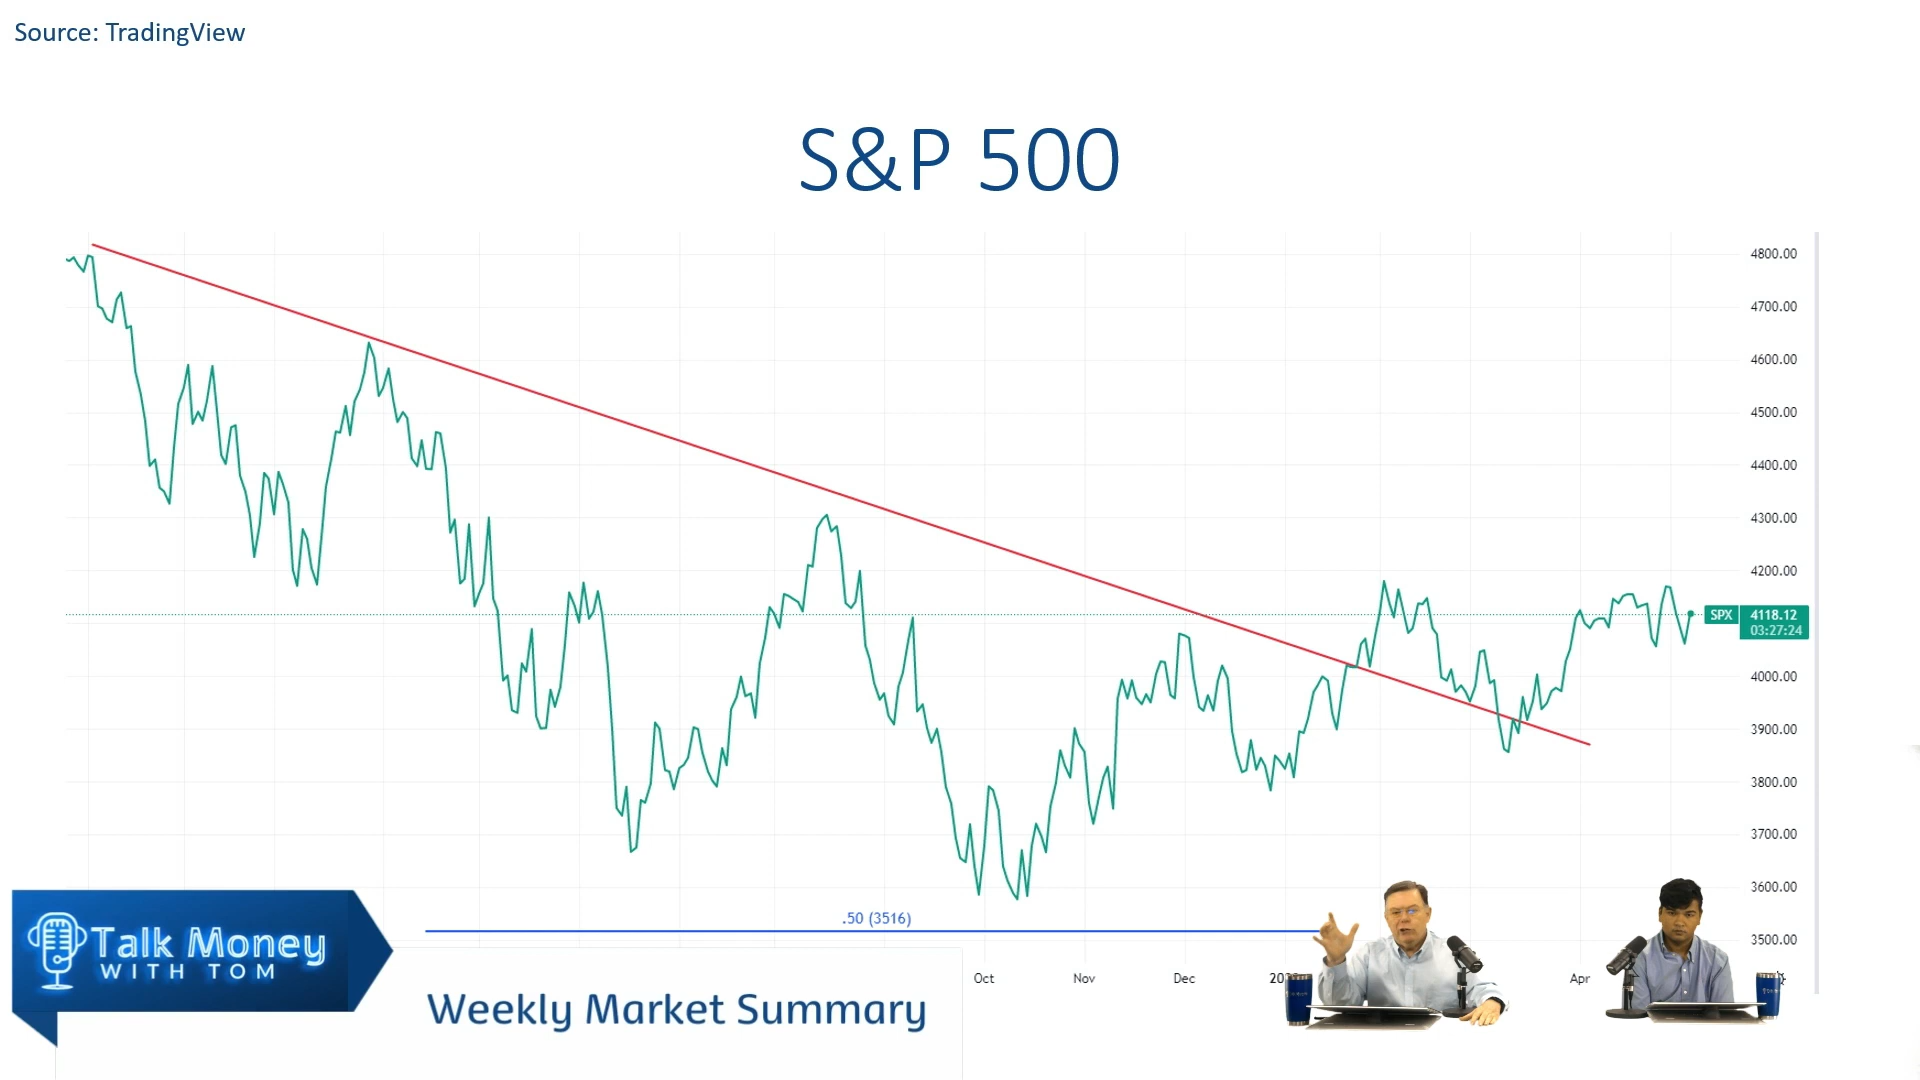 Source: TradingView
S&P 500
4800.00
4700.00
4600.00
4500.00
4400.00
4300.00
4200.00
SPX 4118.12
03:27:24
4000.00
3900.00
3800.00
3700.00
3600.00
3500.00
.50 (3516)
Oct Nov Dec Apr
Talk Money
WITH TOM
Weekly Market Summary